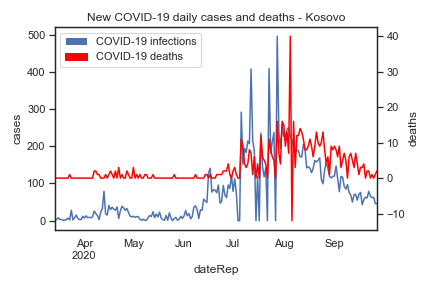 New COVID-19 daily cases and deaths - Kosovo
COVID-19 infections
COVID-19 deaths
500
400
300
200
100
0
cases
40
30
20
10
0
−10
deaths
Apr
2020
May
Jun
Jul
Aug
Sep
dateRep